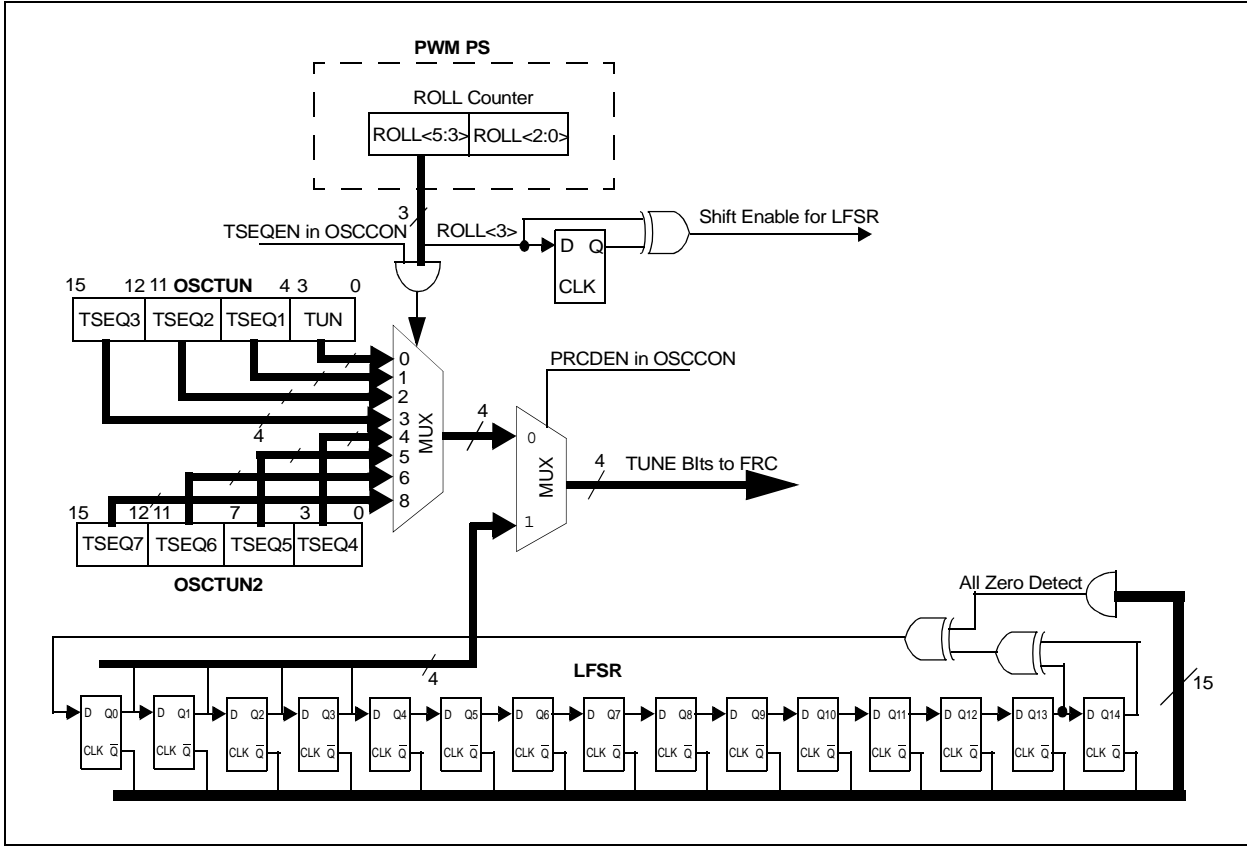 PWM PS
ROLL Counter
ROLL<5:3> ROLL<2:0>
3
TSEQEN in OSCCON
ROLL<3>
Shift Enable for LFSR
D Q
CLK
15 12 11 OSCTUN 4 3 0
TSEQ3 TSEQ2 TSEQ1 TUN
0
1
2
3
4
5
6
8
MUX
4
PRCDEN in OSCCON
4
0
1
MUX
4
TUNE BIts to FRC
15 12 11 7 3 0
TSEQ7 TSEQ6 TSEQ5 TSEQ4
OSCTUN2
All Zero Detect
4
LFSR
15
D Q0 D Q1 D Q2 D Q3 D Q4 D Q5 D Q6 D Q7 D Q8 D Q9 D Q10 D Q11 D Q12 D Q13 D Q14
CLK Q̅ CLK Q̅ CLK Q̅ CLK Q̅ CLK Q̅ CLK Q̅ CLK Q̅ CLK Q̅ CLK Q̅ CLK Q̅ CLK Q̅ CLK Q̅ CLK Q̅ CLK Q̅ CLK Q̅